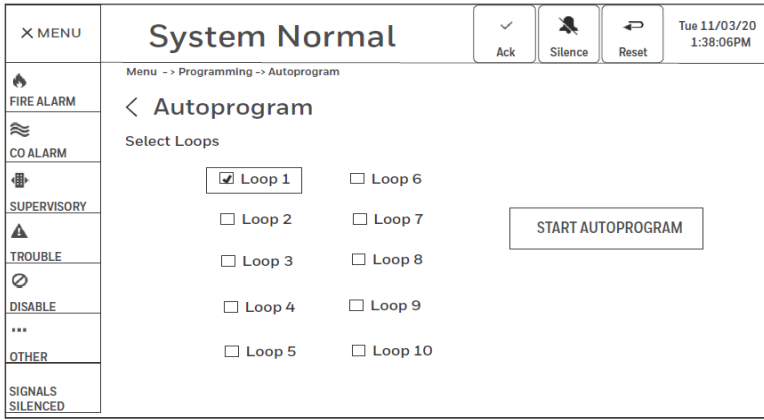 × MENU
System Normal
Ack
Silence
Reset
Tue 11/03/20
1:38:06PM
Menu -> Programming -> Autoprogram
FIRE ALARM
CO ALARM
SUPERVISORY
TROUBLE
DISABLE
OTHER
SIGNALS
SILENCED
< Autoprogram
Select Loops
Loop 1
Loop 6
Loop 2
Loop 7
Loop 3
Loop 8
Loop 4
Loop 9
Loop 5
Loop 10
START AUTOPROGRAM